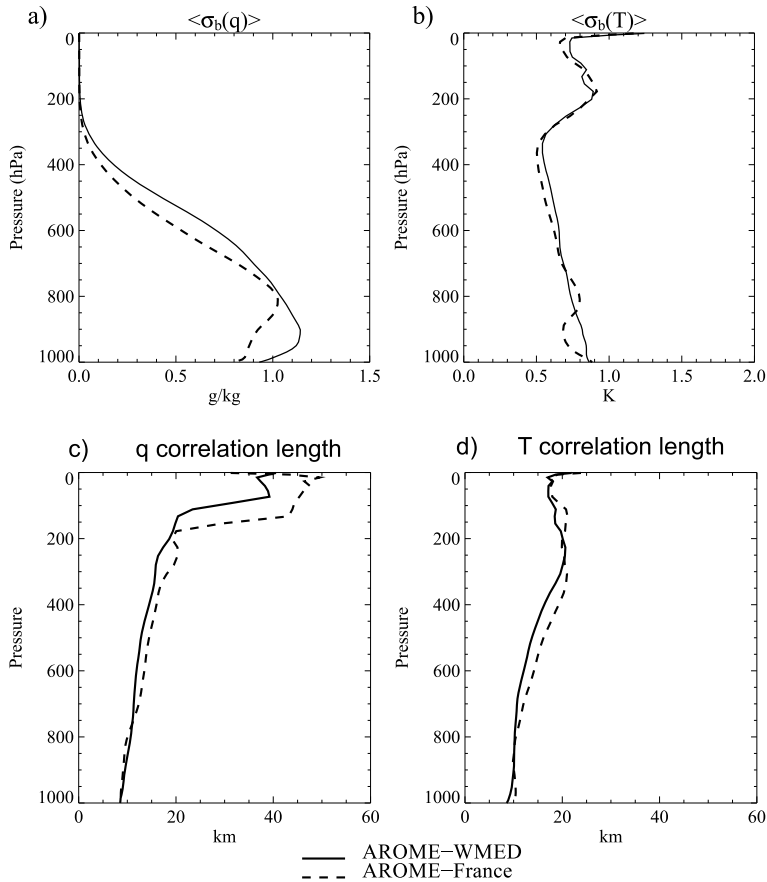 a) <σb(q)>
0
200
400
600
800
1000
Pressure (hPa)
0.0 0.5 1.0 1.5
g/kg
b) <σb(T)>
0
200
400
600
800
1000
Pressure (hPa)
0.0 0.5 1.0 1.5 2.0
K
c) q correlation length
0
200
400
600
800
1000
Pressure
0 20 40 60
km
d) T correlation length
0
200
400
600
800
1000
Pressure
0 20 40 60
km
AROME−WMED
AROME−France